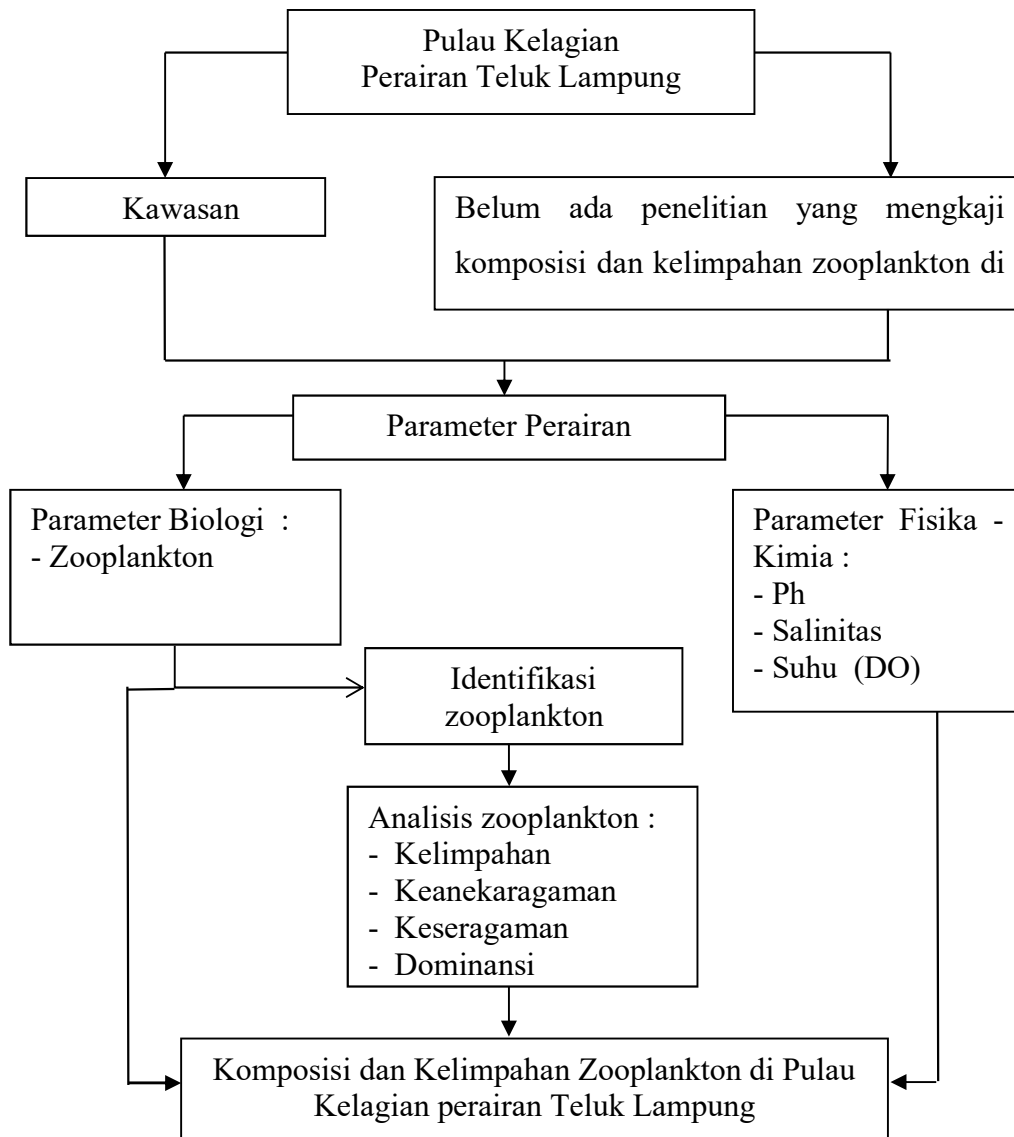 Pulau Kelagian
Perairan Teluk Lampung
Kawasan
Belum ada penelitian yang mengkaji
komposisi dan kelimpahan zooplankton di
Parameter Perairan
Parameter Biologi :
- Zooplankton
Parameter Fisika -
Kimia :
- Ph
- Salinitas
- Suhu (DO)
Identifikasi
zooplankton
Analisis zooplankton :
- Kelimpahan
- Keanekaragaman
- Keseragaman
- Dominansi
Komposisi dan Kelimpahan Zooplankton di Pulau
Kelagian perairan Teluk Lampung